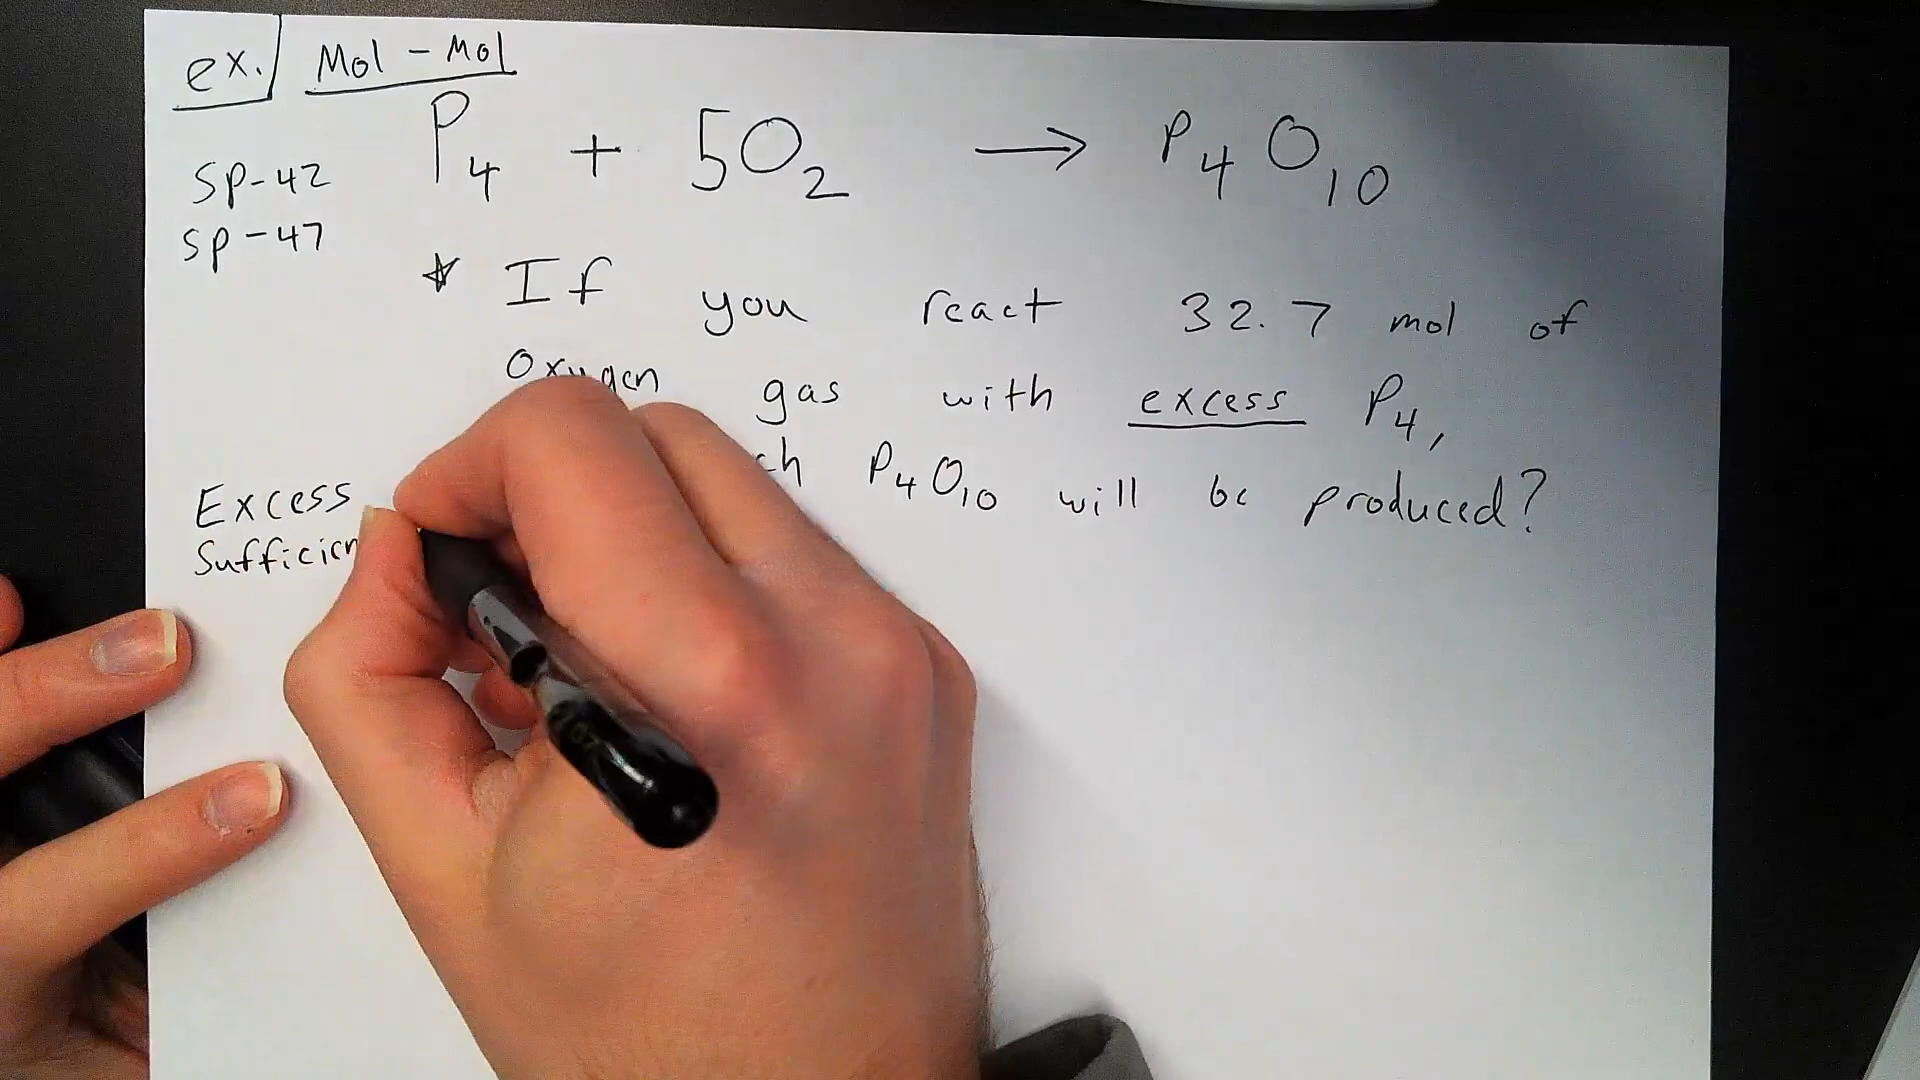 ex. Mol - Mol
P4 + 5O2 → P4O10
Sp-42
Sp-47
* If you react 32.7 mol of
Oxygen gas with excess P4,
P4O10 will be produced?
Excess